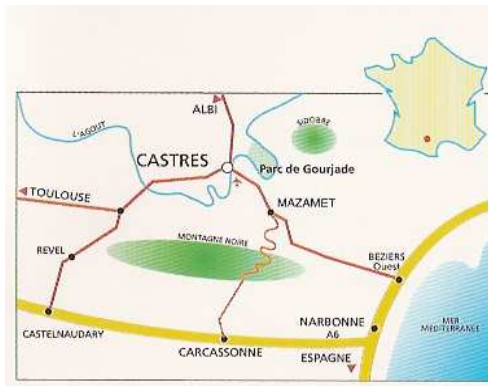 ALBI
L'AGOUT
SIDOBRE
CASTRES
Parc de Gourjade
TOULOUSE
MAZAMET
REVEL
MONTAGNE NOIRE
BEZIERS
Ouest
MER
MEDITERRANEE
CASTELNAUDARY
NARBONNE
A6
CARCASSONNE
ESPAGNE